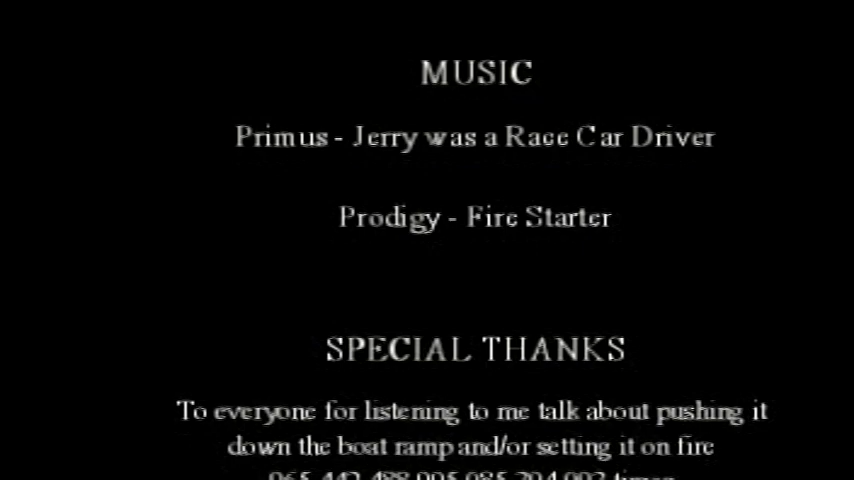 MUSIC
Primus - Jerry was a Race Car Driver
Prodigy - Fire Starter
SPECIAL THANKS
To everyone for listening to me talk about pushing it
down the boat ramp and/or setting it on fire